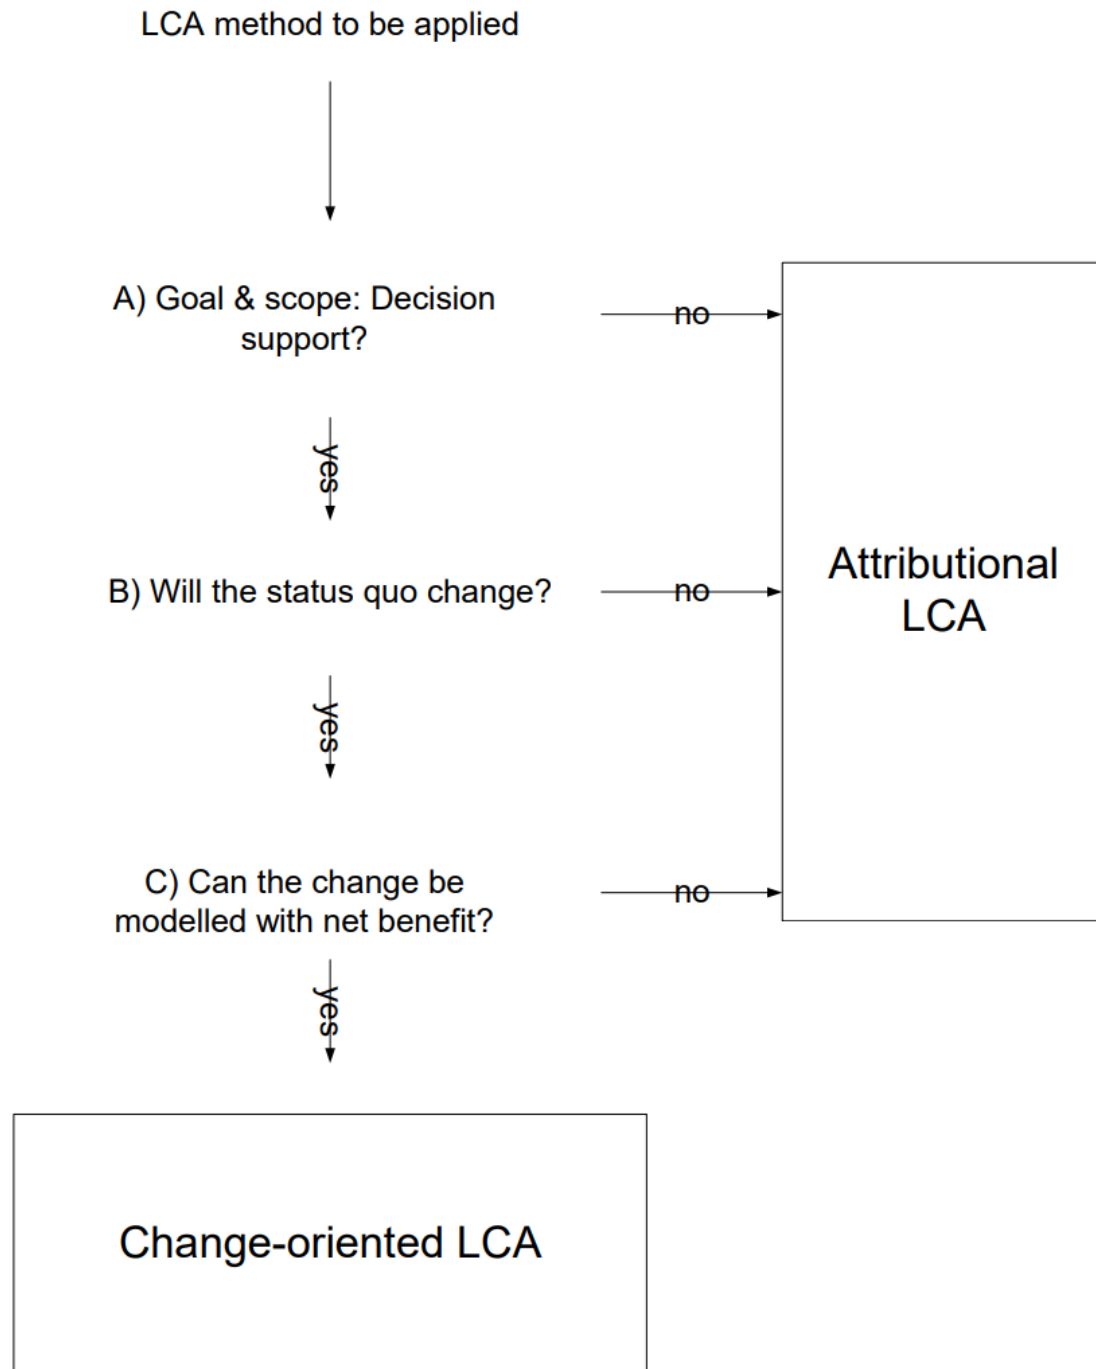 LCA method to be applied
A) Goal & scope: Decision
support?
no
yes
B) Will the status quo change?
no
Attributional
LCA
yes
C) Can the change be
modelled with net benefit?
no
yes
Change-oriented LCA